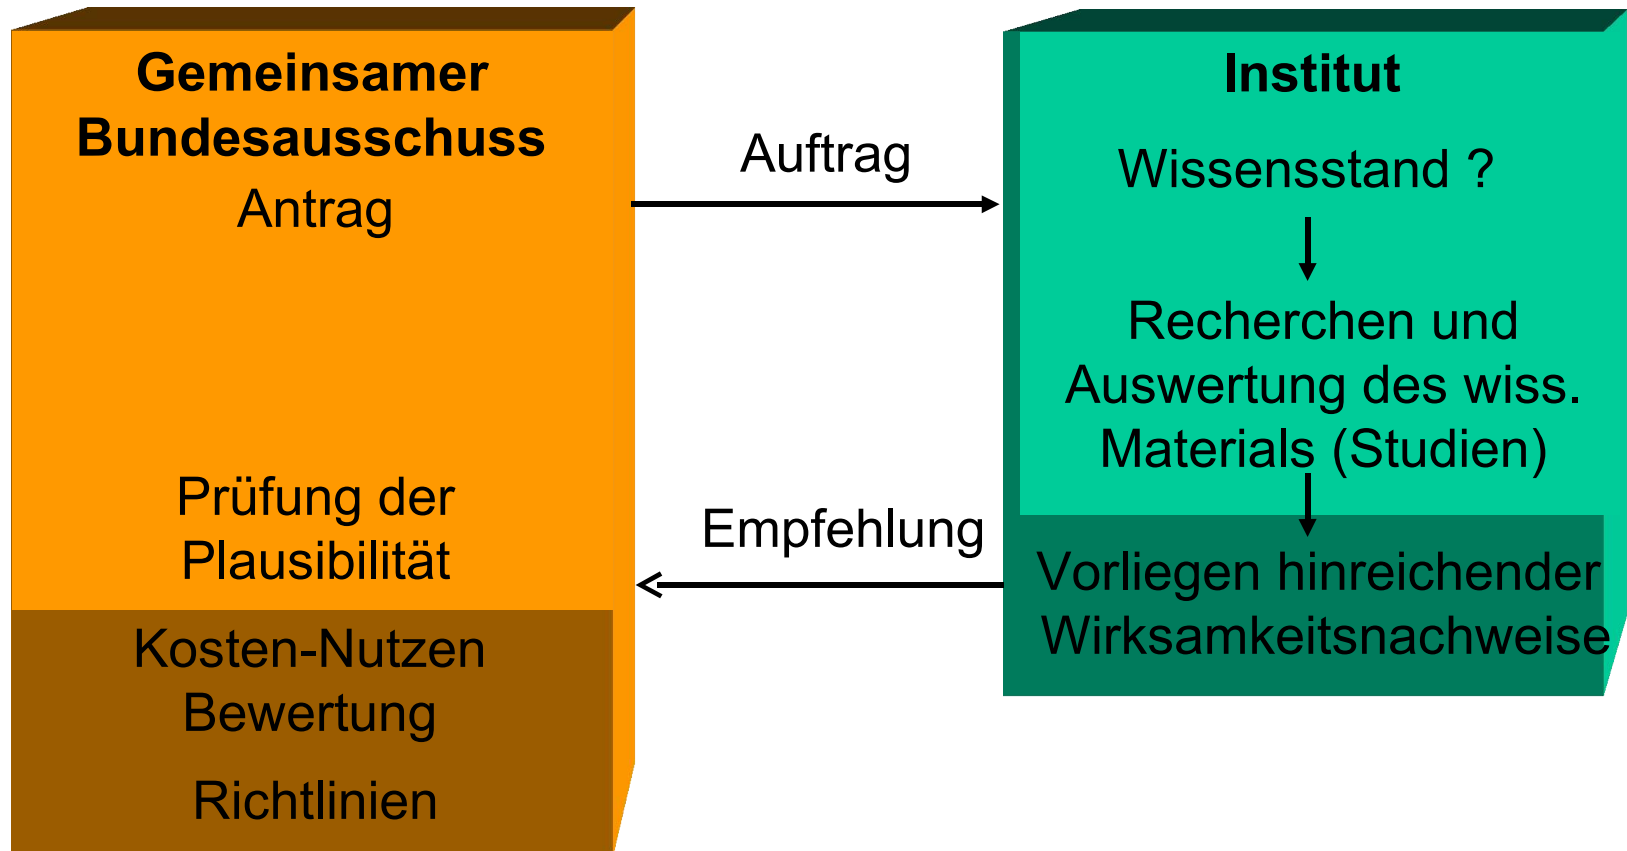 Gemeinsamer
Bundesausschuss
Antrag
Prüfung der
Plausibilität
Kosten-Nutzen
Bewertung
Richtlinien
Auftrag
Empfehlung
Institut
Wissensstand ?
Recherchen und
Auswertung des wiss.
Materials (Studien)
Vorliegen hinreichender
Wirksamkeitsnachweise